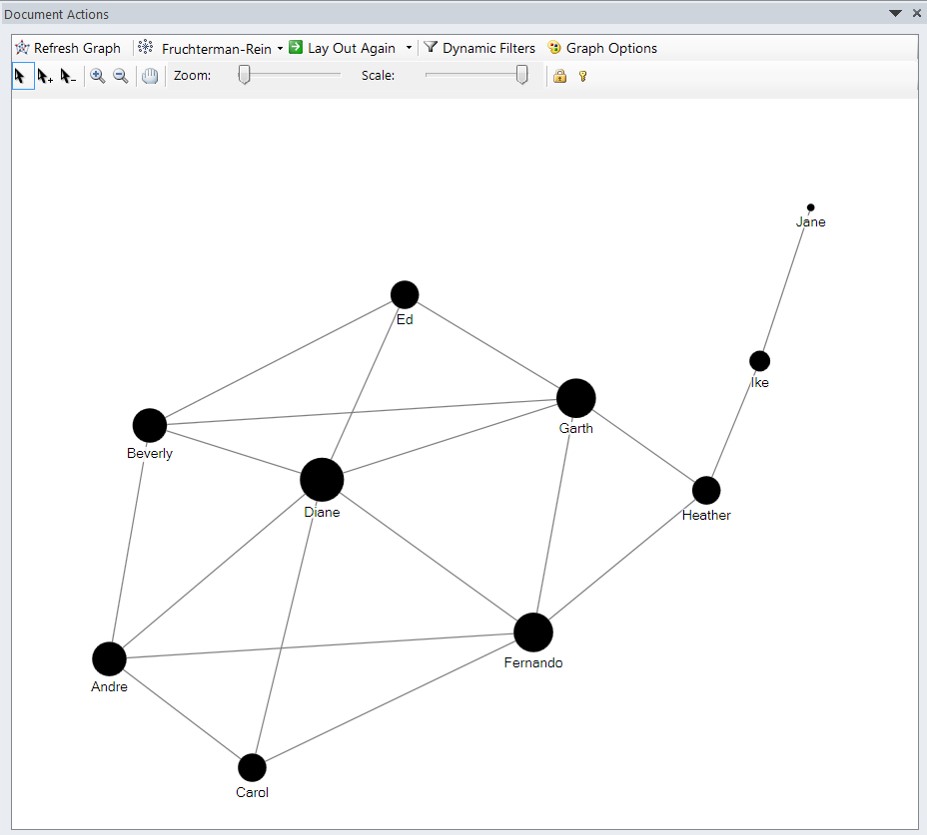 Document Actions
Refresh Graph Fruchterman-Rein Lay Out Again Dynamic Filters Graph Options
Zoom: Scale:
Jane
Ed
Ike
Garth
Beverly
Diane
Heather
Fernando
Andre
Carol